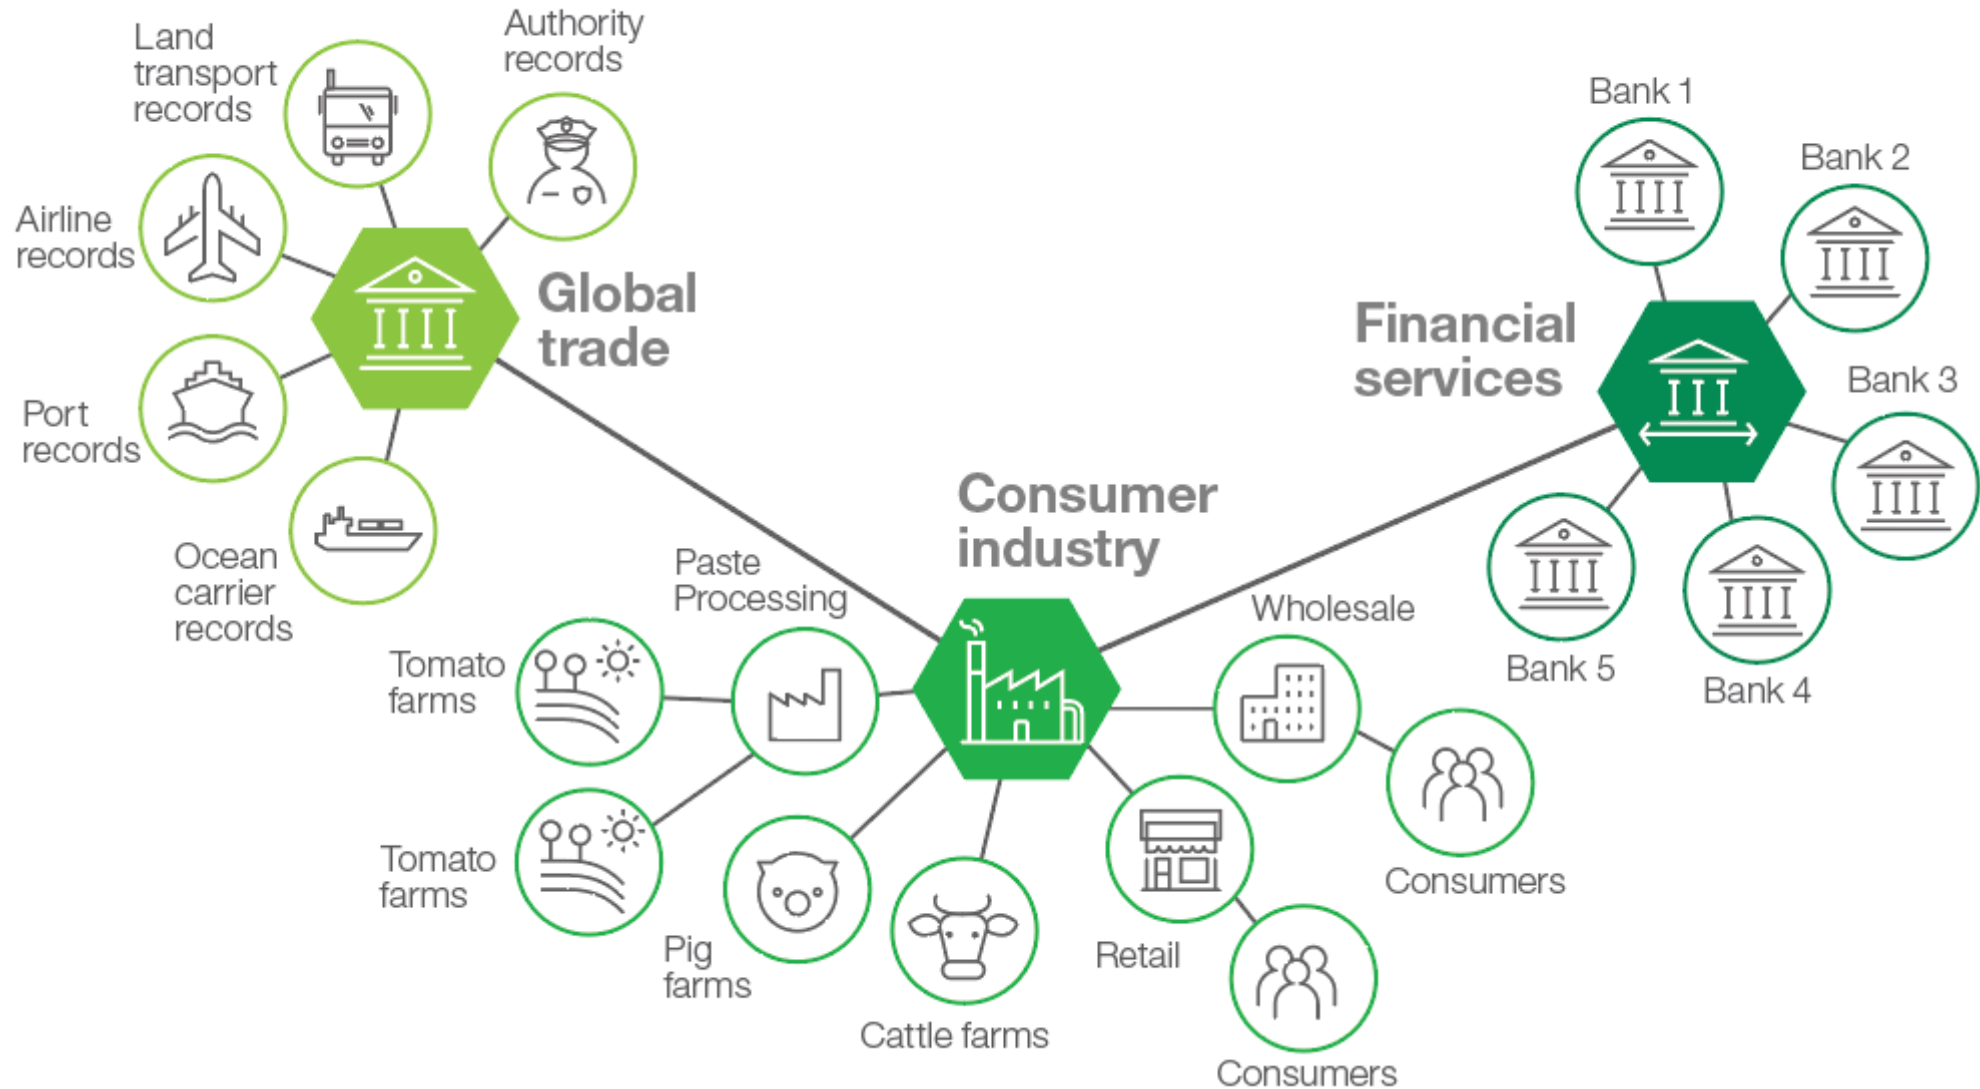 Land
transport
records
Authority
records
Airline
records
Port
records
Ocean
carrier
records
Global
trade
Bank 1
Bank 2
Bank 3
Bank 4
Bank 5
Financial
services
Consumer
industry
Paste
Processing
Tomato
farms
Tomato
farms
Pig
farms
Cattle farms
Retail
Consumers
Wholesale
Consumers